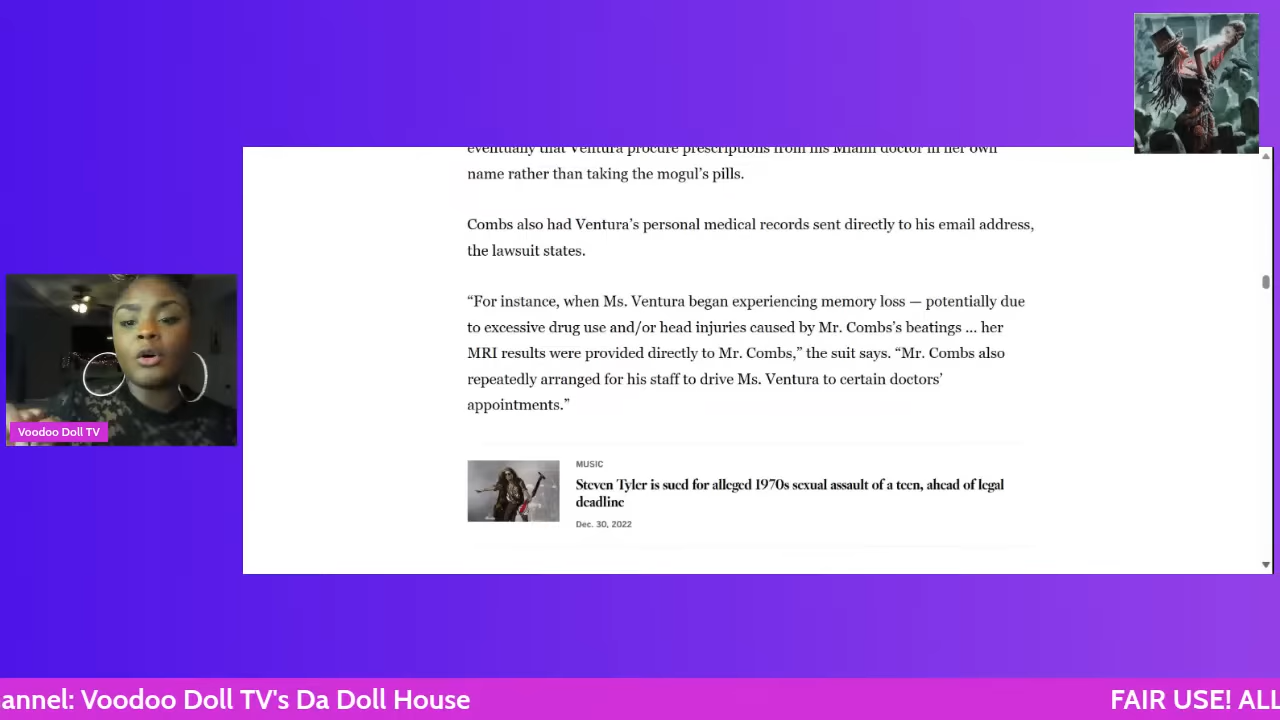 eventually that Ventura procure prescriptions from his Miami doctor in her own
name rather than taking the mogul’s pills.
Combs also had Ventura’s personal medical records sent directly to his email address,
the lawsuit states.
“For instance, when Ms. Ventura began experiencing memory loss — potentially due
to excessive drug use and/or head injuries caused by Mr. Combs’s beatings ... her
MRI results were provided directly to Mr. Combs,” the suit says. “Mr. Combs also
repeatedly arranged for his staff to drive Ms. Ventura to certain doctors’
appointments.”
Voodoo Doll TV
MUSIC
Steven Tyler is sued for alleged 1970s sexual assault of a teen, ahead of legal
deadline
Dec. 30, 2022
annel: Voodoo Doll TV's Da Doll House
FAIR USE! ALL